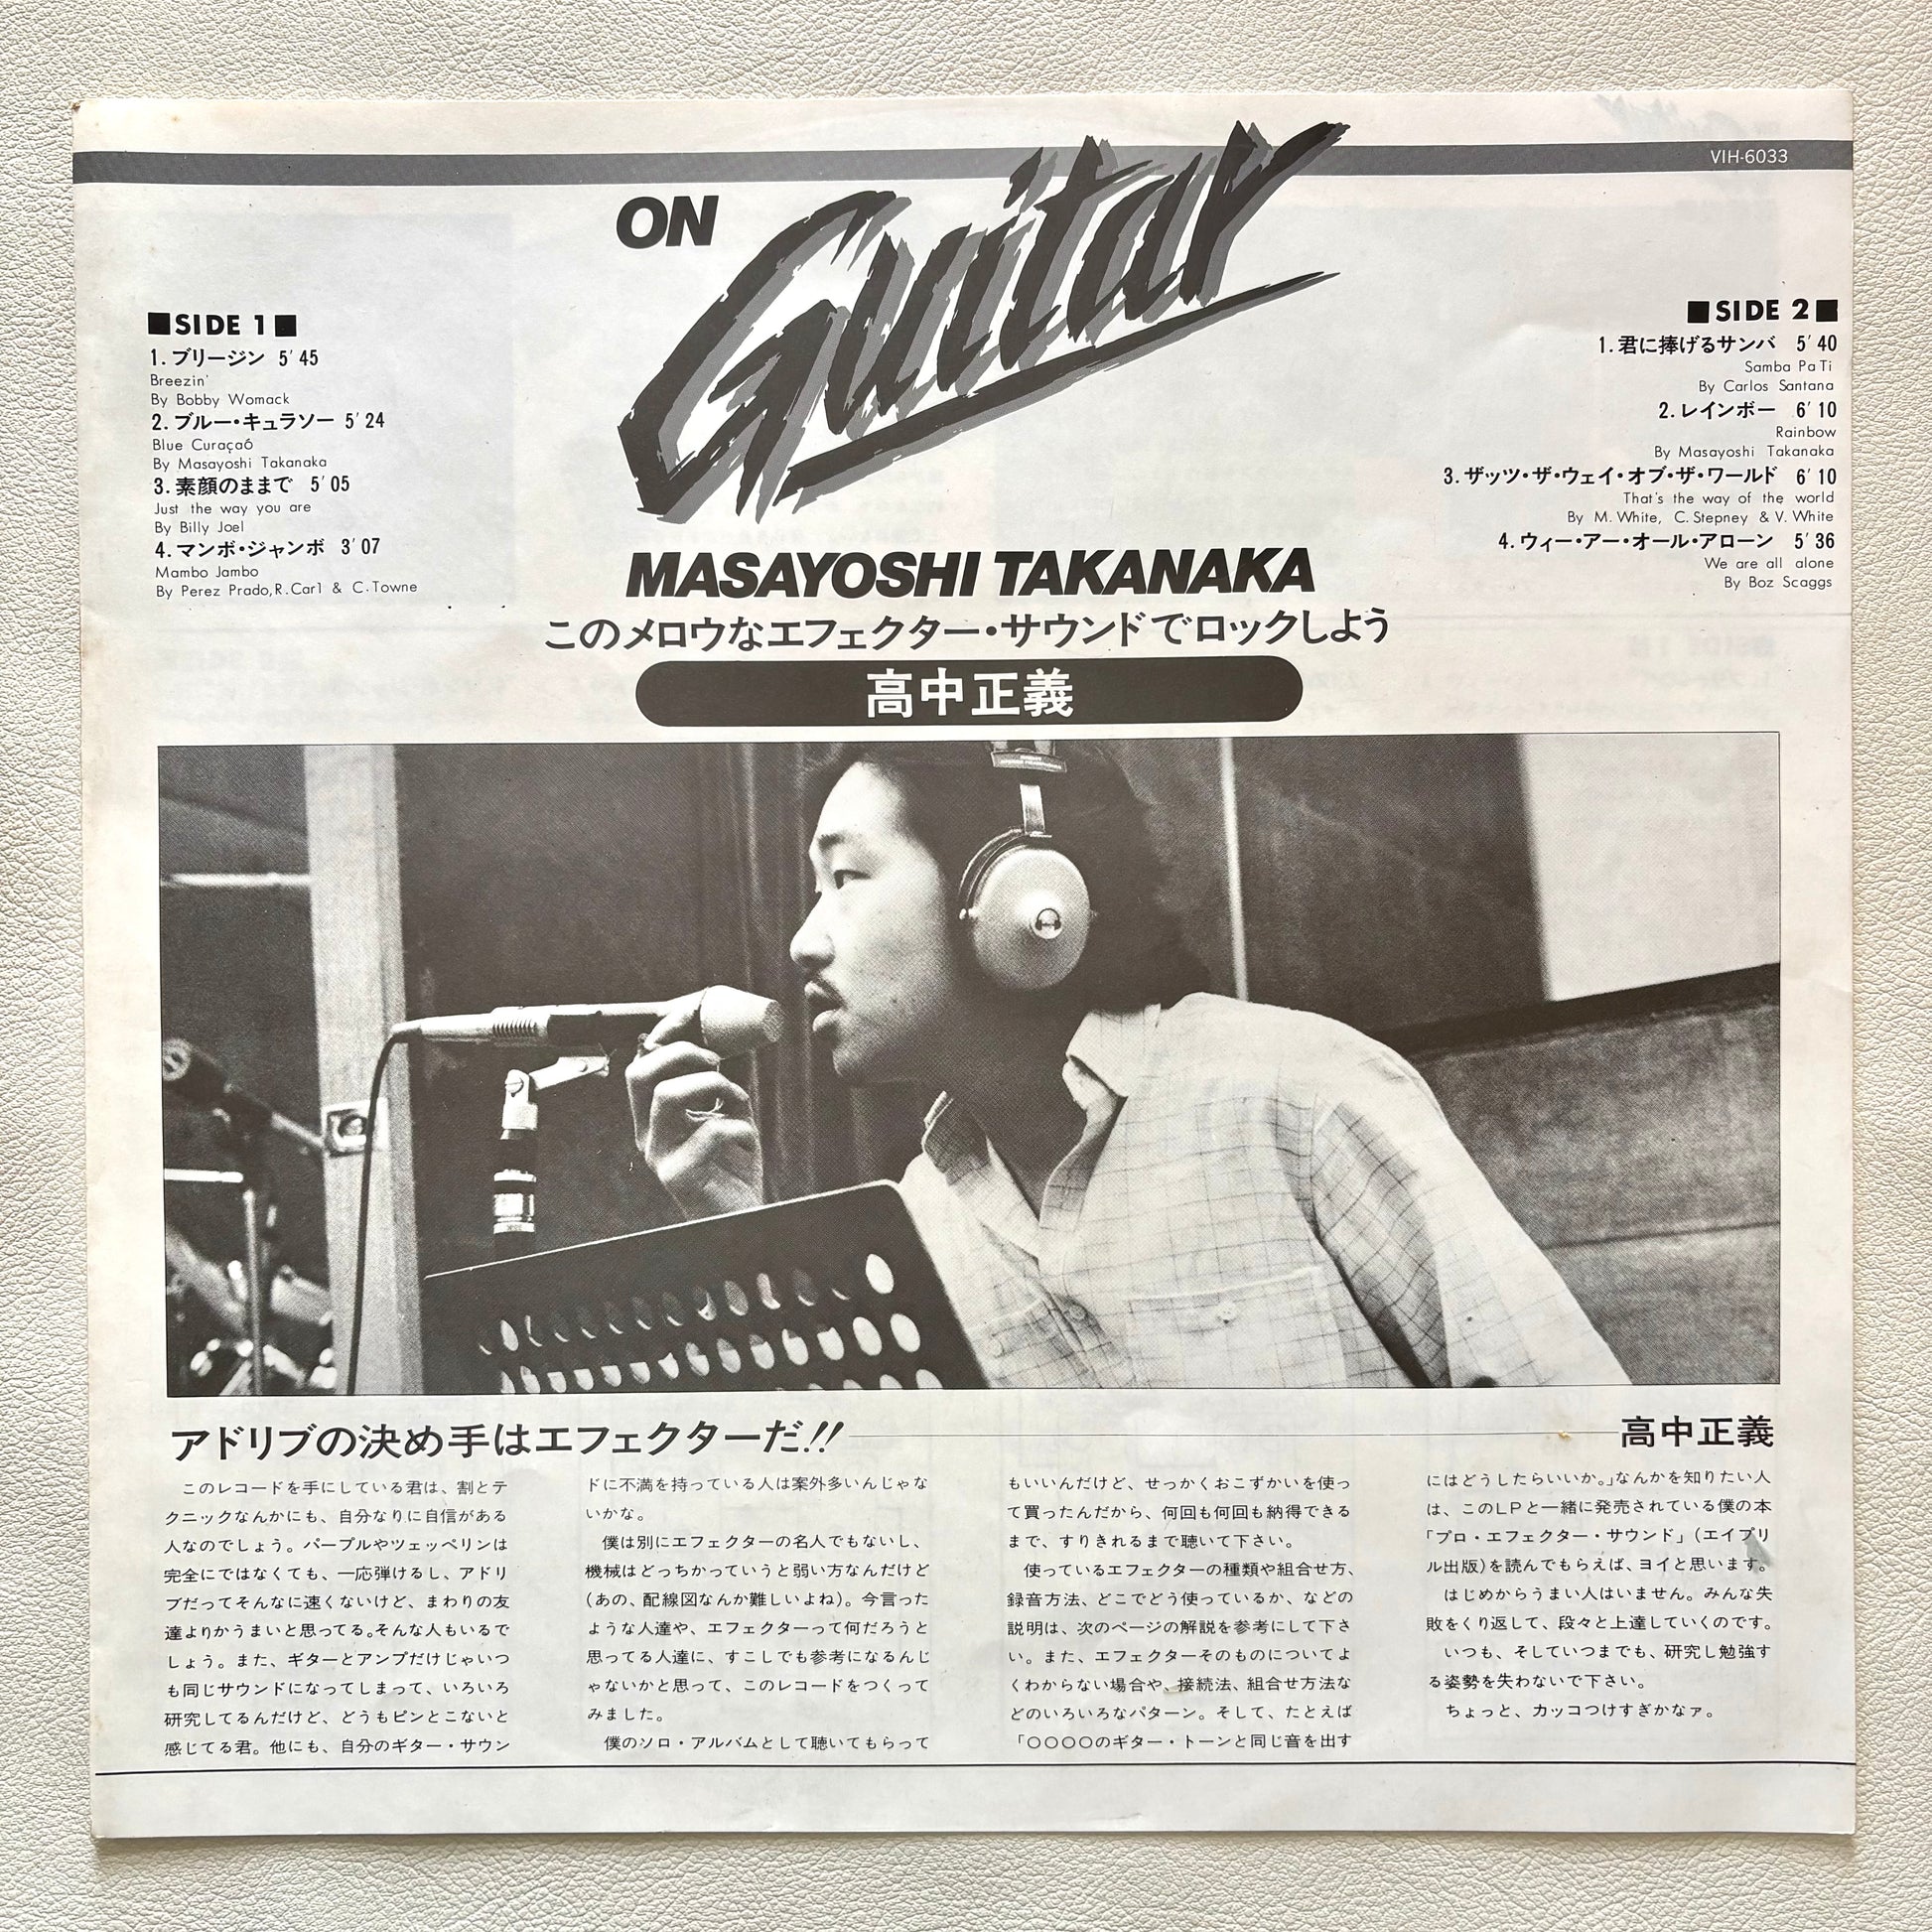 VIH-6033
ON Guitar
■SIDE 1■
1. ブリージン 5'45
Breezin'
By Bobby Womack
2. ブルー・キュラソー 5'24
Blue Curaçaó
By Masayoshi Takanaka
3. 素顔のままで 5'05
Just the way you are
By Billy Joel
4. マンボ・ジャンボ 3'07
Mambo Jambo
By Perez Prado, R. Carl & C. Towne
■SIDE 2■
1. 君に捧げるサンバ 5'40
Samba Pa Ti
By Carlos Santana
2. レインボー 6'10
Rainbow
By Masayoshi Takanaka
3. ザッツ・ザ・ウェイ・オブ・ザ・ワールド 6'10
That's the way of the world
By M. White, C. Stepney & V. White
4. ウィー・アー・オール・アローン 5'36
We are all alone
By Boz Scaggs
MASAYOSHI TAKANAKA
このメロウなエフェクター・サウンドでロックしよう
高中正義
アドリブの決め手はエフェクターだ!!
高中正義
このレコードを手にしている君は、割とテ
クニックなんかにも、自分なりに自信がある
人なのでしょう。パープルやツェッペリンは
完全にではなくても、一応弾けるし、アドリ
ブだってそんなに速くないけど、まわりの友
達よりかうまいと思ってる。そんな人もいるで
しょう。また、ギターとアンプだけじゃいつ
も同じサウンドになってしまって、いろいろ
研究してるんだけど、どうもピンとこないと
感じてる君。他にも、自分のギター・サウン
ドに不満を持っている人は案外多いんじゃな
いかな。
僕は別にエフェクターの名人でもないし、
機械はどっちかっていうと弱い方なんだけど
(あの、配線図なんか難しいよね)。今言った
ような人達や、エフェクターって何だろうと
思ってる人達に、すこしでも参考になるんじ
ゃないかと思って、このレコードをつくって
みました。
僕のソロ・アルバムとして聴いてもらって
もいいんだけど、せっかくおこずかいを使っ
て買ったんだから、何回も何回も納得できる
まで、すりきれるまで聴いて下さい。
使っているエフェクターの種類や組合せ方、
録音方法、どこでどう使っているか、などの
説明は、次のページの解説を参考にして下さ
い。また、エフェクターそのものについてよ
くわからない場合や、接続法、組合せ方法な
どのいろいろなパターン。そして、たとえば
「○○○○のギター・トーンと同じ音を出す
にはどうしたらいいか。」なんかを知りたい人
は、このLPと一緒に発売されている僕の本
「プロ・エフェクター・サウンド」(エイプリ
ル出版)を読んでもらえば、ヨイと思います。
はじめからうまい人はいません。みんな失
敗をくり返して、段々と上達していくのです。
いつも、そしていつまでも、研究し勉強す
る姿勢を失わないで下さい。
ちょっと、カッコつけすぎかなァ。